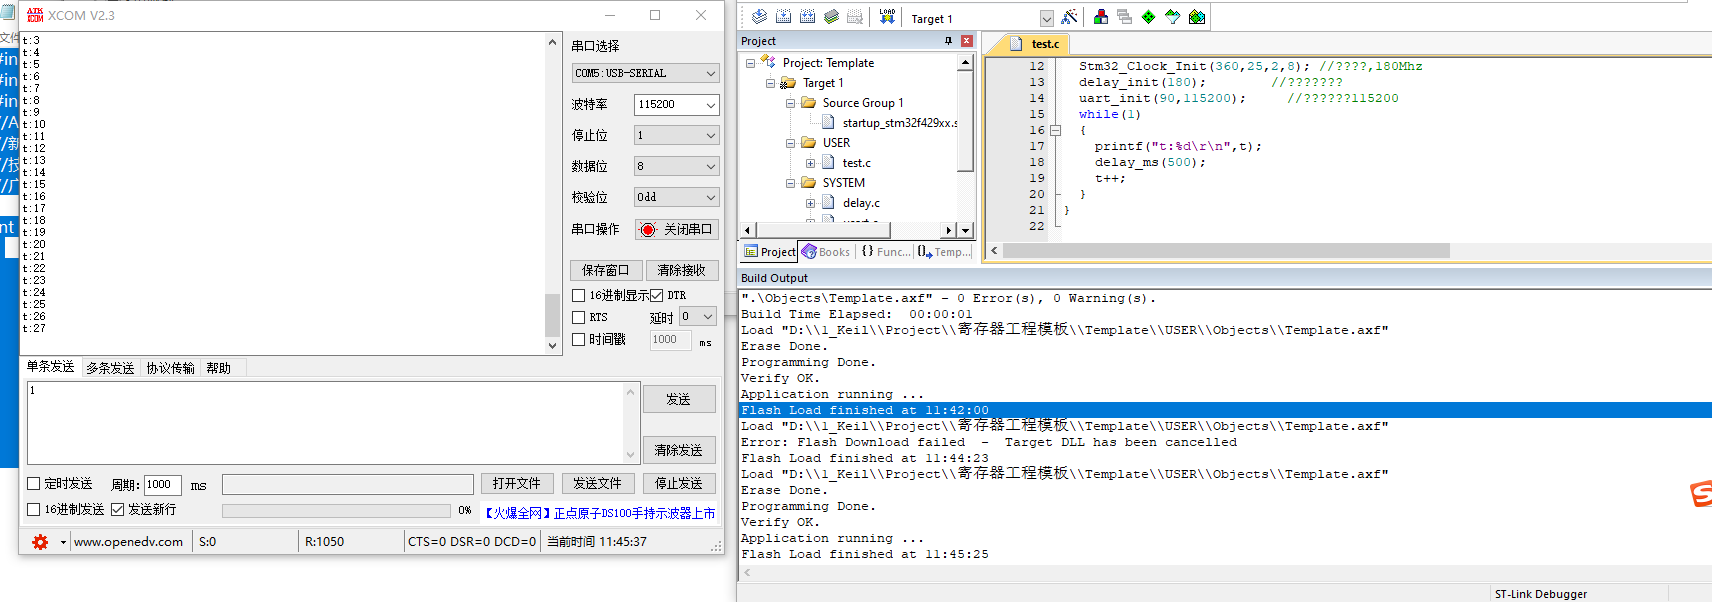 XCOM V2.3
t:3
t:4
t:5
t:6
t:7
t:8
t:9
t:10
t:11
t:12
t:13
t:14
t:15
t:16
t:17
t:18
t:19
t:20
t:21
t:22
t:23
t:24
t:25
t:26
t:27
串口选择
COM5:USB-SERIAL
波特率 115200
停止位 1
数据位 8
校验位 Odd
串口操作 关闭串口
保存窗口 清除接收
16进制显示 DTR
RTS 延时 0
时间戳 1000 ms
单条发送 多条发送 协议传输 帮助
1
发送
清除发送
定时发送 周期: 1000 ms 打开文件 发送文件 停止发送
16进制发送 发送新行 0% 【火爆全网】正点原子DS100手持示波器上市
www.openedv.com S:0 R:1050 CTS=0 DSR=0 DCD=0 当前时间 11:45:37
LOAD Target 1
Project
Project: Template
Target 1
Source Group 1
startup_stm32f429xx.s
USER
test.c
SYSTEM
delay.c
Project Books {} Func... Temp...
test.c
12 Stm32_Clock_Init(360,25,2,8); //????,180Mhz
13 delay_init(180); //???????
14 uart_init(90,115200); //??????115200
15 while(1)
16 {
17 printf("t:%d\r\n",t);
18 delay_ms(500);
19 t++;
20 }
21 }
22
Build Output
".\Objects\Template.axf" - 0 Error(s), 0 Warning(s).
Build Time Elapsed:  00:00:01
Load "D:\\1_Keil\\Project\\寄存器工程模板\\Template\\USER\\Objects\\Template.axf"
Erase Done.
Programming Done.
Verify OK.
Application running ...
Flash Load finished at 11:42:00
Load "D:\\1_Keil\\Project\\寄存器工程模板\\Template\\USER\\Objects\\Template.axf"
Error: Flash Download failed  -  Target DLL has been cancelled
Flash Load finished at 11:44:23
Load "D:\\1_Keil\\Project\\寄存器工程模板\\Template\\USER\\Objects\\Template.axf"
Erase Done.
Programming Done.
Verify OK.
Application running ...
Flash Load finished at 11:45:25
ST-Link Debugger